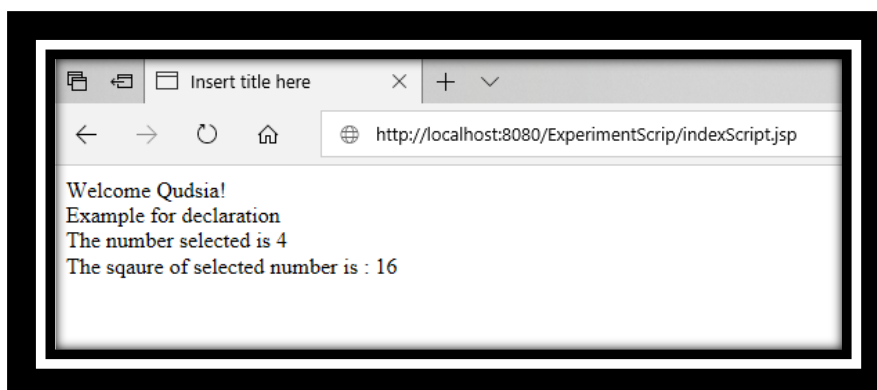 Insert title here
http://localhost:8080/ExperimentScrip/indexScript.jsp
Welcome Qudsia!
Example for declaration
The number selected is 4
The sqaure of selected number is : 16